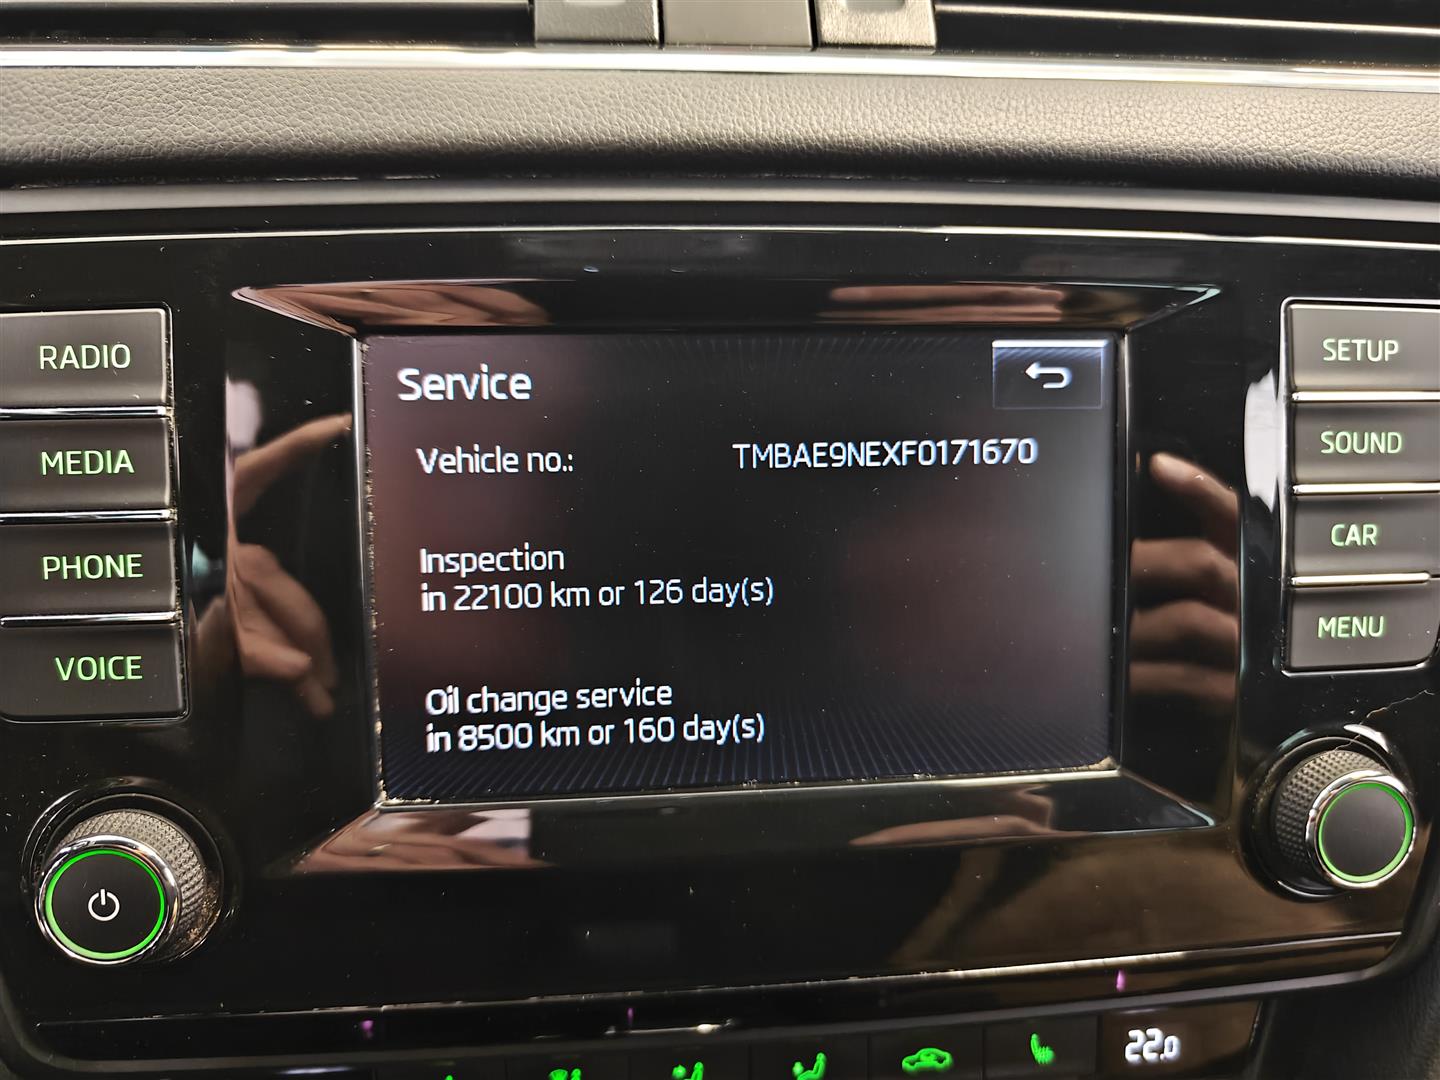 RADIO
MEDIA
PHONE
VOICE
Service
Vehicle no.: TMBAE9NEXF0171670
Inspection
in 22100 km or 126 day(s)
Oil change service
in 8500 km or 160 day(s)
SETUP
SOUND
CAR
MENU
22.0